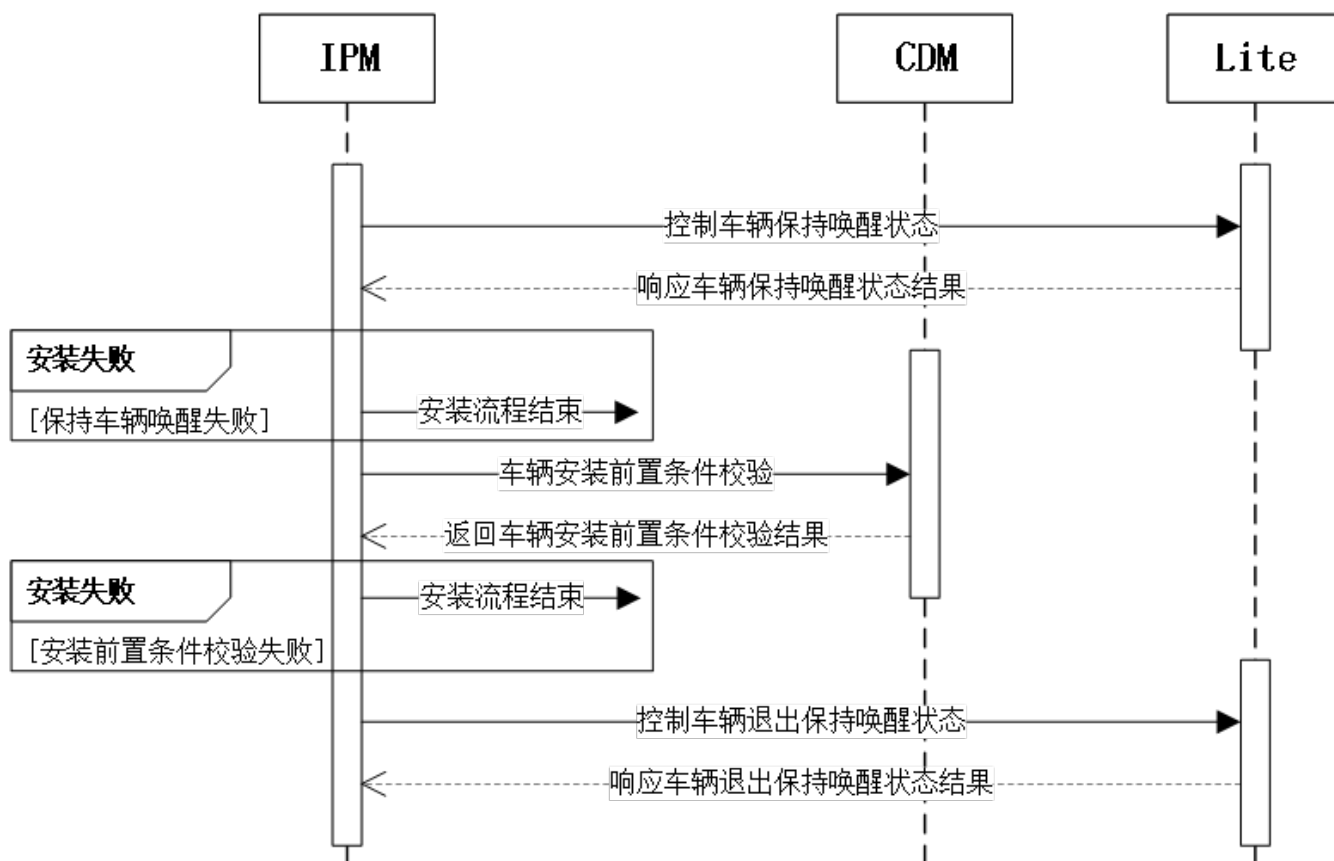 IPM
CDM
Lite
控制车辆保持唤醒状态
响应车辆保持唤醒状态结果
安装失败
[保持车辆唤醒失败]
安装流程结束
车辆安装前置条件校验
返回车辆安装前置条件校验结果
安装失败
安装流程结束
[安装前置条件校验失败]
控制车辆退出保持唤醒状态
响应车辆退出保持唤醒状态结果